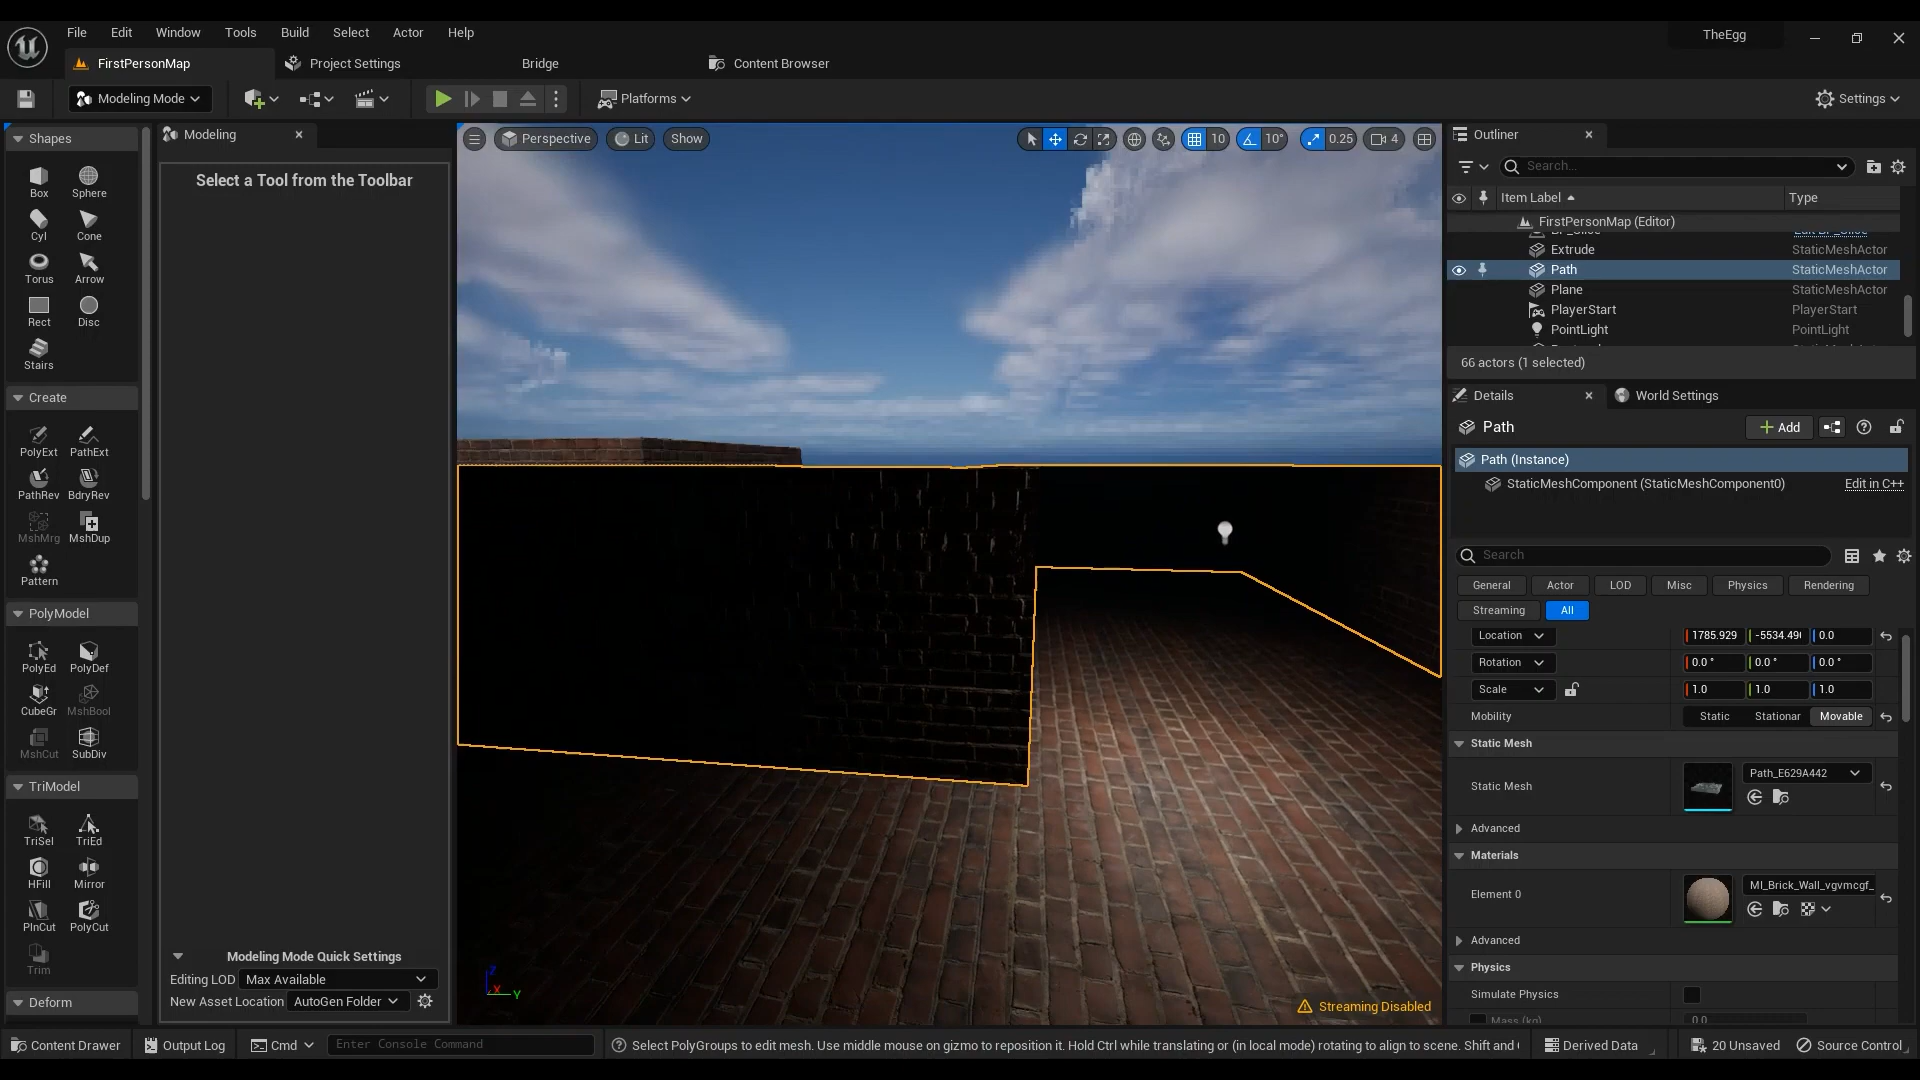 File Edit Window Tools Build Select Actor Help
TheEgg
FirstPersonMap
Project Settings
Bridge
Content Browser
Modeling Mode
Platforms
Settings
Shapes
Box Sphere
Cyl Cone
Torus Arrow
Rect Disc
Stairs
Create
PolyExt PathExt
PathRev BdryRev
MshMrg MshDup
Pattern
PolyModel
PolyEd PolyDef
CubeGr MshBool
MshCut SubDiv
TriModel
TriSel TriEd
HFill Mirror
PlnCut PolyCut
Trim
Deform
Modeling
Select a Tool from the Toolbar
Modeling Mode Quick Settings
Editing LOD Max Available
New Asset Location AutoGen Folder
Perspective Lit Show
10 10° 0.25 4
Z
X Y
Streaming Disabled
Outliner
Search...
Item Label Type
FirstPersonMap (Editor)
Extrude StaticMeshActor
Path StaticMeshActor
Plane StaticMeshActor
PlayerStart PlayerStart
PointLight PointLight
66 actors (1 selected)
Details
World Settings
Path
Add
Path (Instance)
StaticMeshComponent (StaticMeshComponent0) Edit in C++
Search
General Actor LOD Misc Physics Rendering
Streaming All
Location 1785.929 -5534.49 0.0
Rotation 0.0 ° 0.0 ° 0.0 °
Scale 1.0 1.0 1.0
Mobility Static Stationar Movable
Static Mesh
Static Mesh Path_E629A442
Advanced
Materials
Element 0 MI_Brick_Wall_vgvmcgf_
Advanced
Physics
Simulate Physics
Mass (kg) 0.0
Content Drawer Output Log Cmd Enter Console Command
Select PolyGroups to edit mesh. Use middle mouse on gizmo to reposition it. Hold Ctrl while translating or (in local mode) rotating to align to scene. Shift and
Derived Data 20 Unsaved Source Control